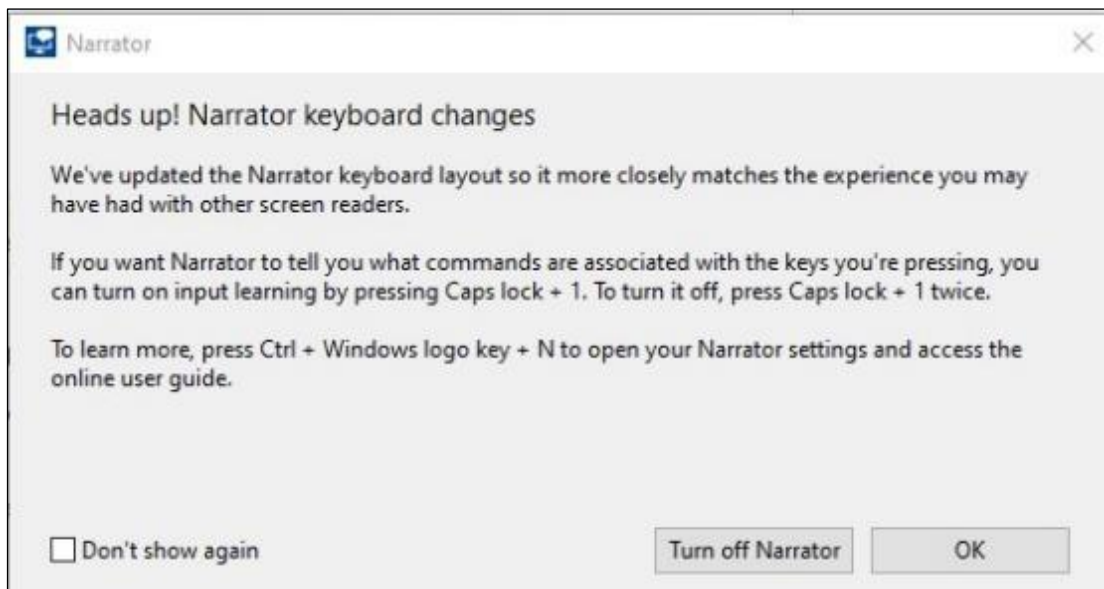 Narrator
Heads up! Narrator keyboard changes
We've updated the Narrator keyboard layout so it more closely matches the experience you may
have had with other screen readers.
If you want Narrator to tell you what commands are associated with the keys you're pressing, you
can turn on input learning by pressing Caps lock + 1. To turn it off, press Caps lock + 1 twice.
To learn more, press Ctrl + Windows logo key + N to open your Narrator settings and access the
online user guide.
Don't show again
Turn off Narrator
OK